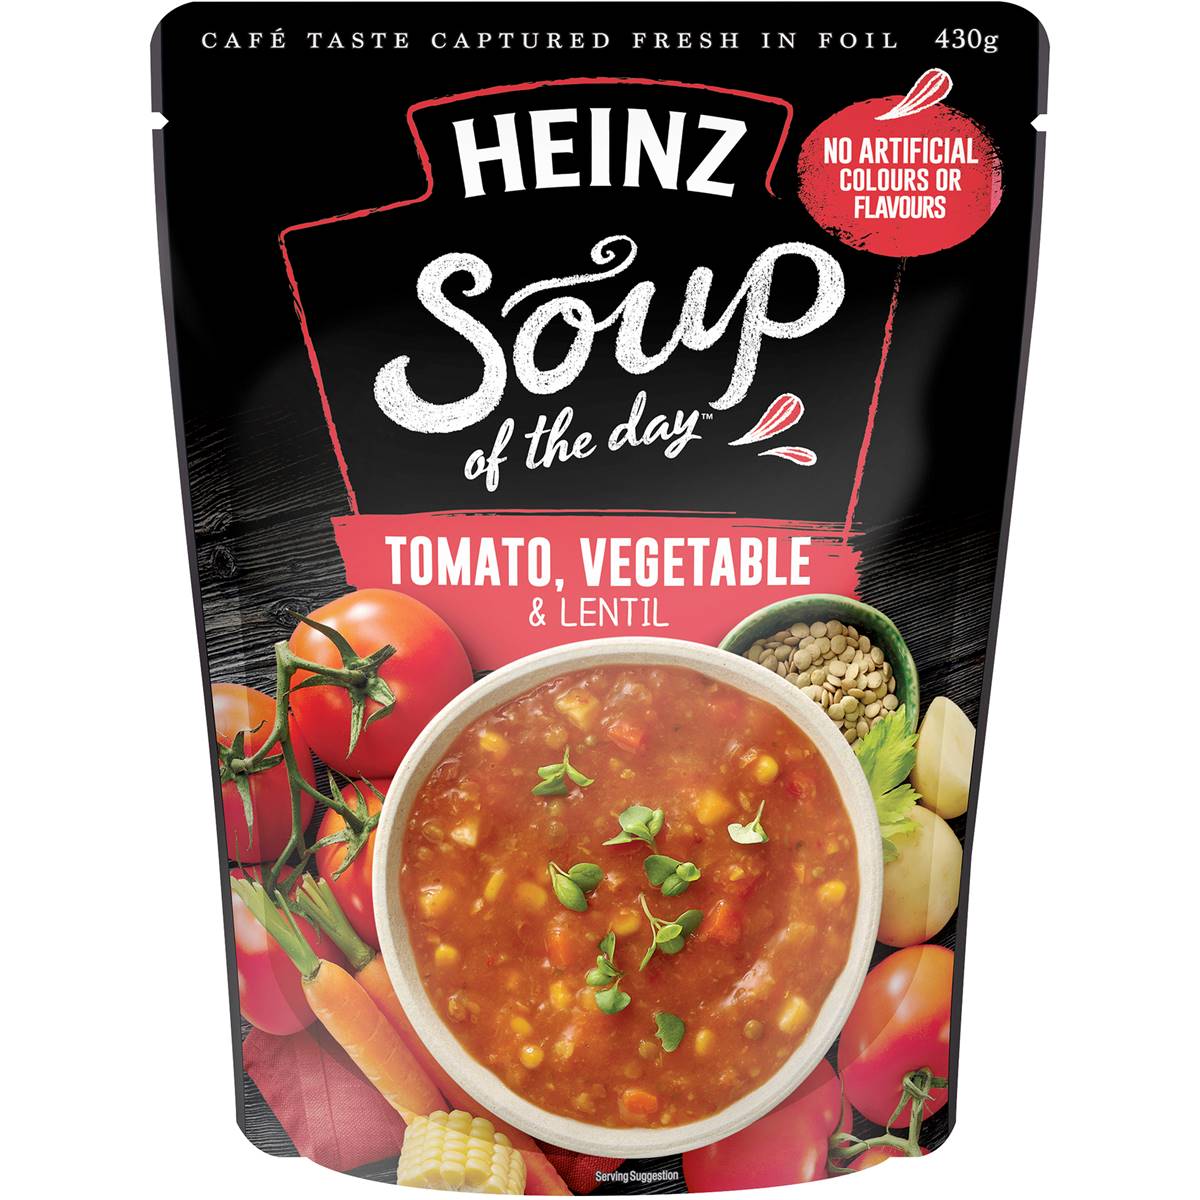 CAFÉ TASTE CAPTURED FRESH IN FOIL 430g
HEINZ
NO ARTIFICIAL
COLOURS OR
FLAVOURS
Soup
of the day™
TOMATO, VEGETABLE
& LENTIL
Serving Suggestion